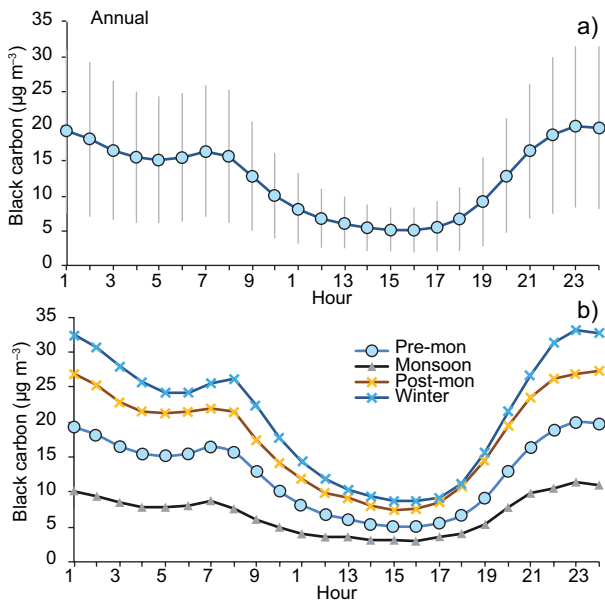 Annual
a)
Black carbon (µg m⁻³)
35
30
25
20
15
10
5
0
1 3 5 7 9 1 13 15 17 19 21 23
Hour
b)
Black carbon (µg m⁻³)
35
30
25
20
15
10
5
0
Pre-mon
Monsoon
Post-mon
Winter
1 3 5 7 9 11 13 15 17 19 21 23
Hour